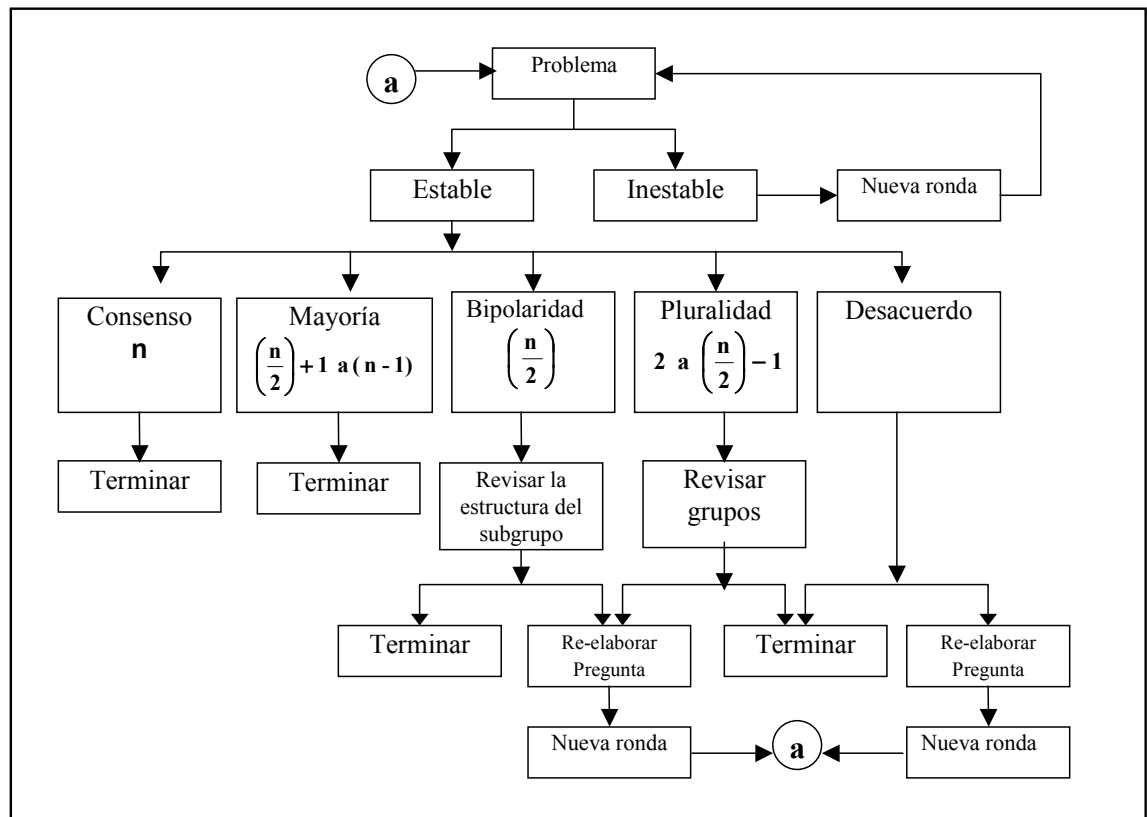 Problema
a
Estable
Inestable
Nueva ronda
Consenso
n
Mayoría
(n/2) + 1 a (n - 1)
Bipolaridad
(n/2)
Pluralidad
2 a (n/2) − 1
Desacuerdo
Terminar
Terminar
Revisar la
estructura del
subgrupo
Revisar
grupos
Terminar
Re-elaborar
Pregunta
Terminar
Re-elaborar
Pregunta
Nueva ronda
a
Nueva ronda